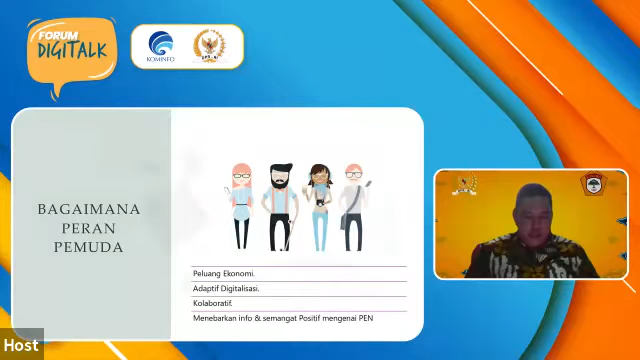 FORUM
DIGITALK
KOMINFO
BAGAIMANA
PERAN
PEMUDA
Peluang Ekonomi.
Adaptif Digitalisasi.
Kolaboratif.
Menebarkan info & semangat Positif mengenai PEN
Host